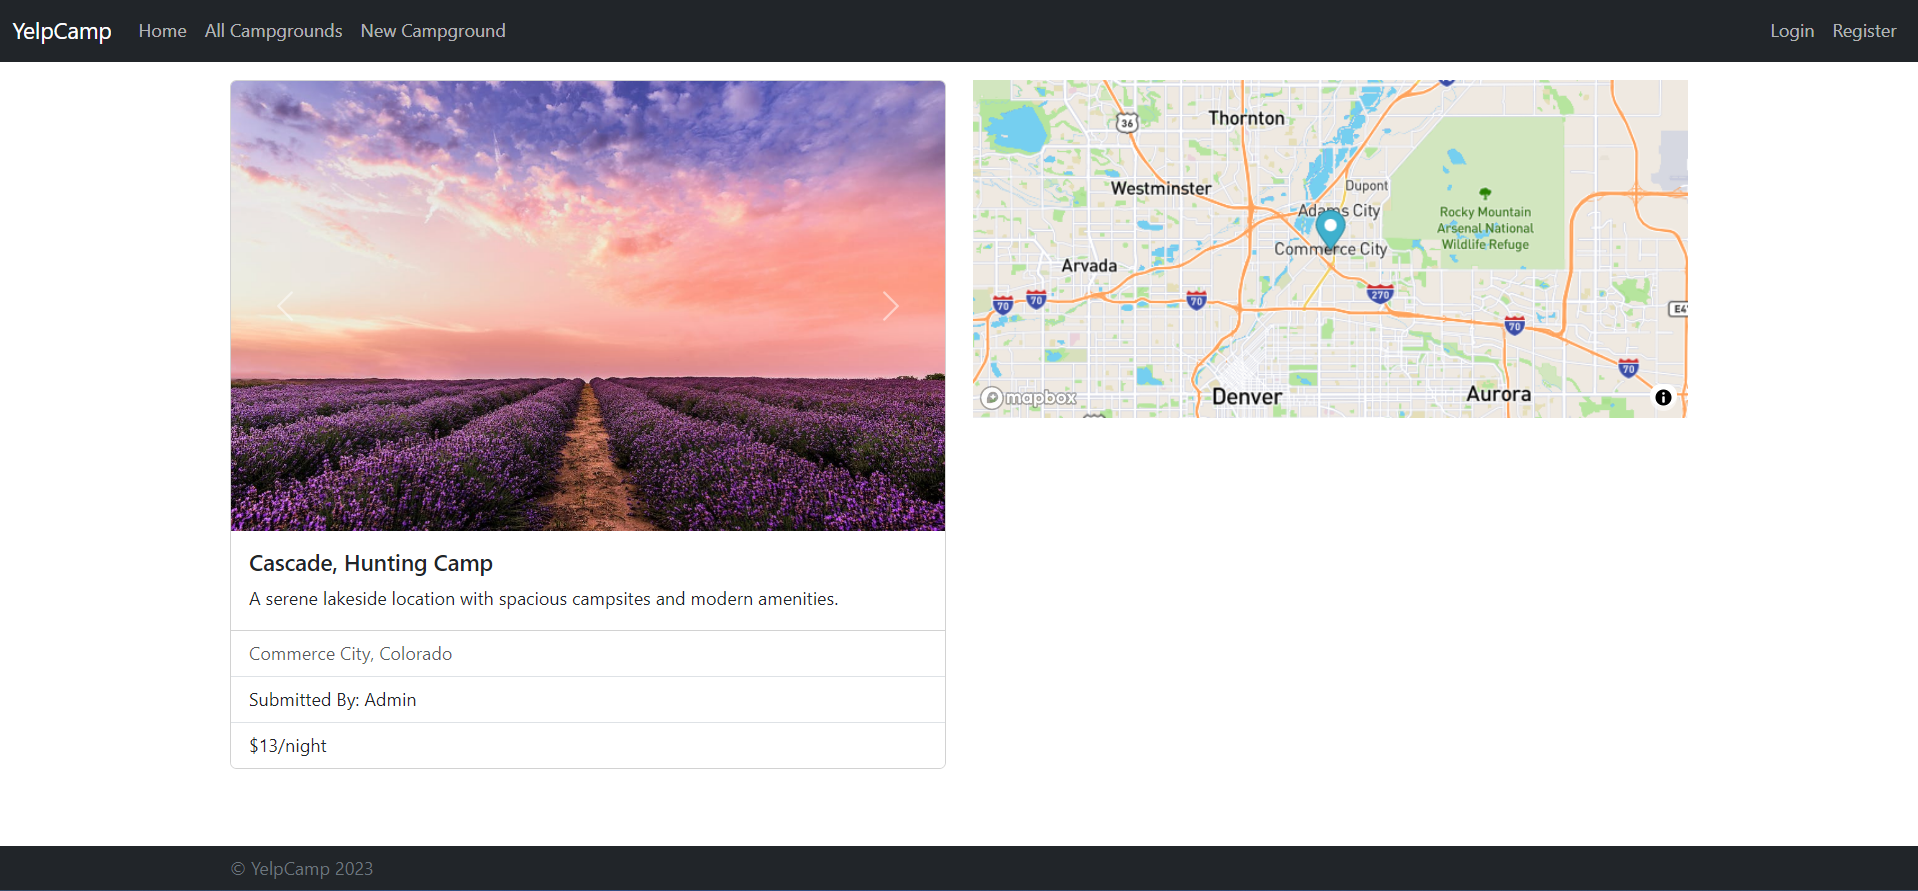 YelpCamp Home All Campgrounds New Campground Login Register
Cascade, Hunting Camp
A serene lakeside location with spacious campsites and modern amenities.
Commerce City, Colorado
Submitted By: Admin
$13/night
36
Thornton
Westminster
Dupont
Adams City
Commerce City
Rocky Mountain
Arsenal National
Wildlife Refuge
Arvada
70
70
70
270
70
E47
70
mapbox
Denver
Aurora
© YelpCamp 2023